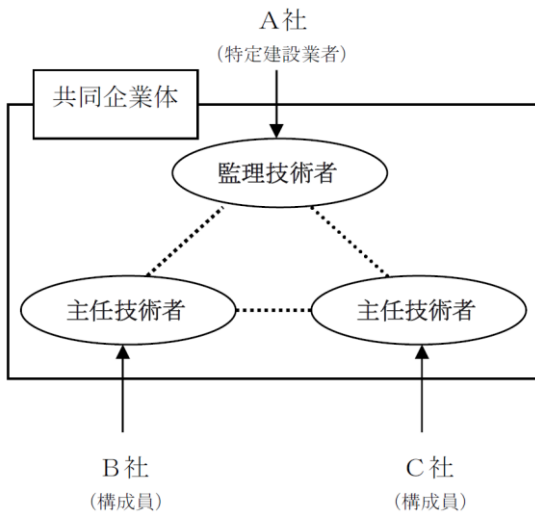 A社
（特定建設業者）
共同企業体
監理技術者
主任技術者
主任技術者
B社
（構成員）
C社
（構成員）